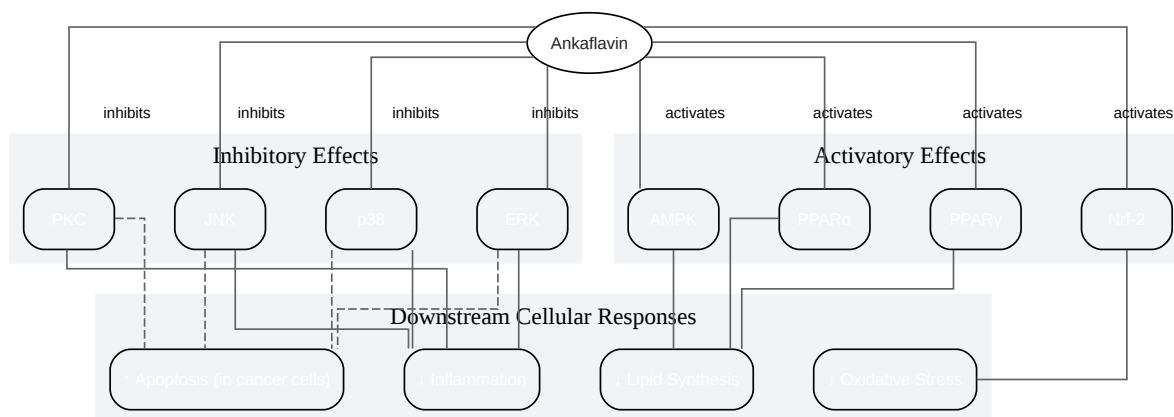 Ankaflavin
inhibits inhibits inhibits inhibits activates activates activates activates
Inhibitory Effects Activatory Effects
PKC JNK p38 ERK AMPK PPARα PPARγ Nrf-2
Downstream Cellular Responses
↑ Apoptosis (in cancer cells) ↓ Inflammation ↓ Lipid Synthesis ↓ Oxidative Stress